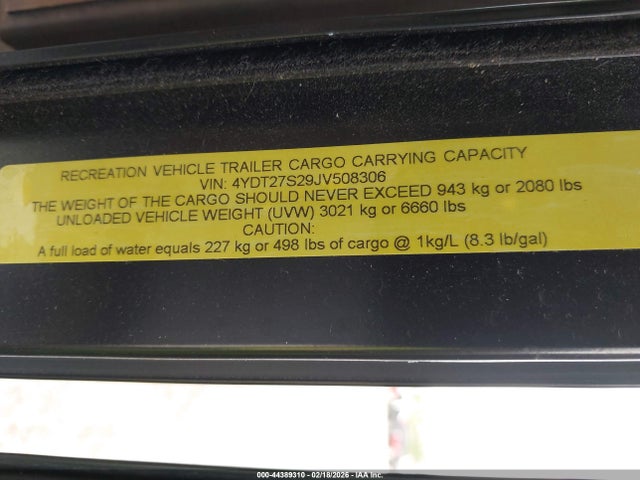 RECREATION VEHICLE TRAILER CARGO CARRYING CAPACITY
VIN: 4YDT27S29JV508306
THE WEIGHT OF THE CARGO SHOULD NEVER EXCEED 943 kg or 2080 lbs
UNLOADED VEHICLE WEIGHT (UVW) 3021 kg or 6660 lbs
CAUTION:
A full load of water equals 227 kg or 498 lbs of cargo @ 1kg/L (8.3 lb/gal)
000-44389310 - 02/18/2026 - IAA Inc.